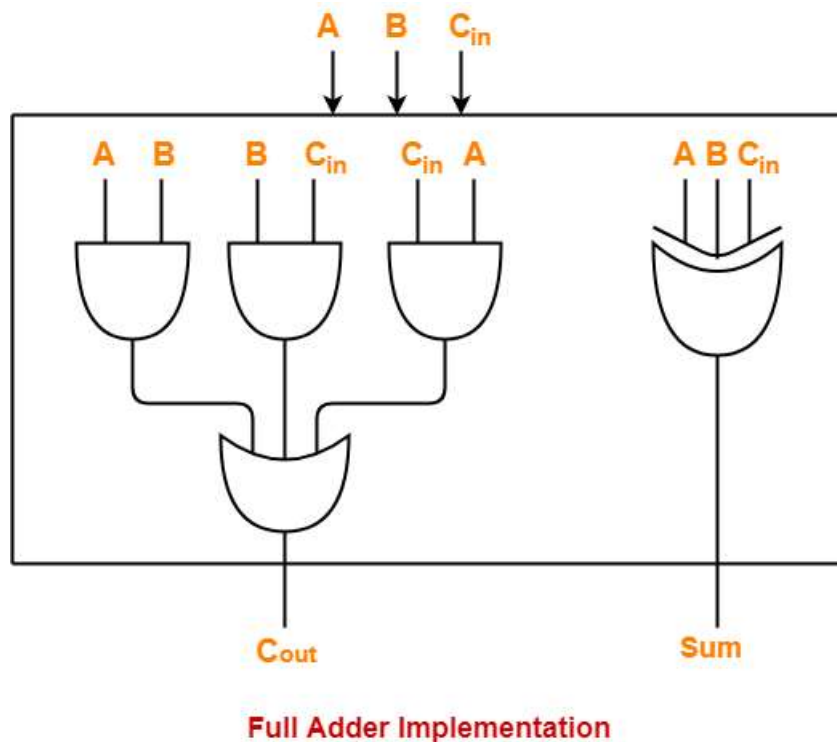 A B Cin
A B B Cin Cin A A B Cin
Cout Sum
Full Adder Implementation